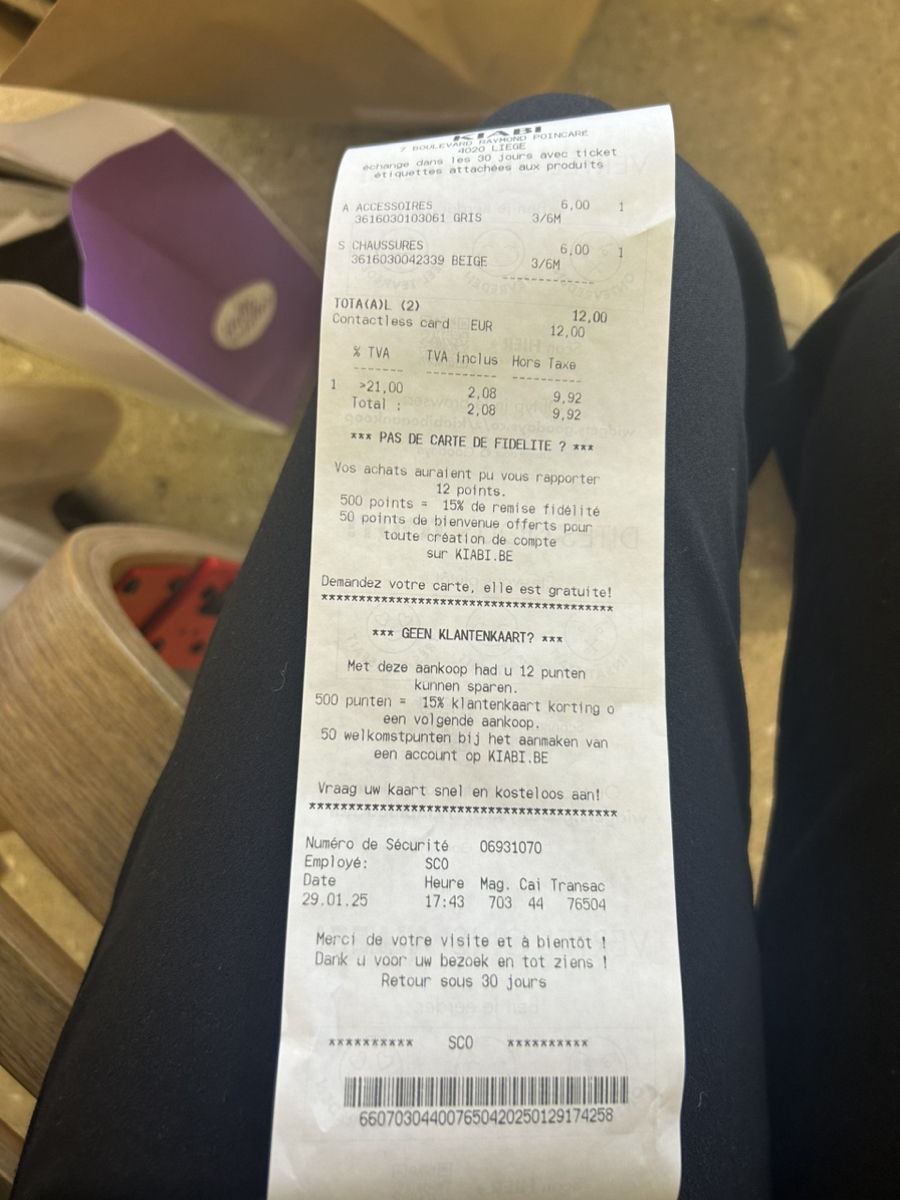 KIABI
7 BOULEVARD RAYMOND POINCARE
4020 LIEGE
échange dans les 30 jours avec ticket
étiquettes attachées aux produits
A ACCESSOIRES 6,00 1
3616030103061 GRIS 3/6M
S CHAUSSURES 6,00 1
3616030042339 BEIGE 3/6M
-------------
TOTA(A)L (2) 12,00
Contactless card EUR 12,00
% TVA TVA inclus Hors Taxe
------- ---------- ----------
1 >21,00 2,08 9,92
Total : 2,08 9,92
*** PAS DE CARTE DE FIDELITE ? ***
Vos achats auraient pu vous rapporter
12 points.
500 points = 15% de remise fidélité
50 points de bienvenue offerts pour
toute création de compte
sur KIABI.BE
Demandez votre carte, elle est gratuite!
****************************************
*** GEEN KLANTENKAART? ***
Met deze aankoop had u 12 punten
kunnen sparen.
500 punten = 15% klantenkaart korting o
een volgende aankoop.
50 welkomstpunten bij het aanmaken van
een account op KIABI.BE
Vraag uw kaart snel en kosteloos aan!
****************************************
Numéro de Sécurité 06931070
Employé: SCO
Date Heure Mag. Cai Transac
29.01.25 17:43 703 44 76504
Merci de votre visite et à bientôt !
Dank u voor uw bezoek en tot ziens !
Retour sous 30 jours
********** SCO **********
660703044007650420250129174258